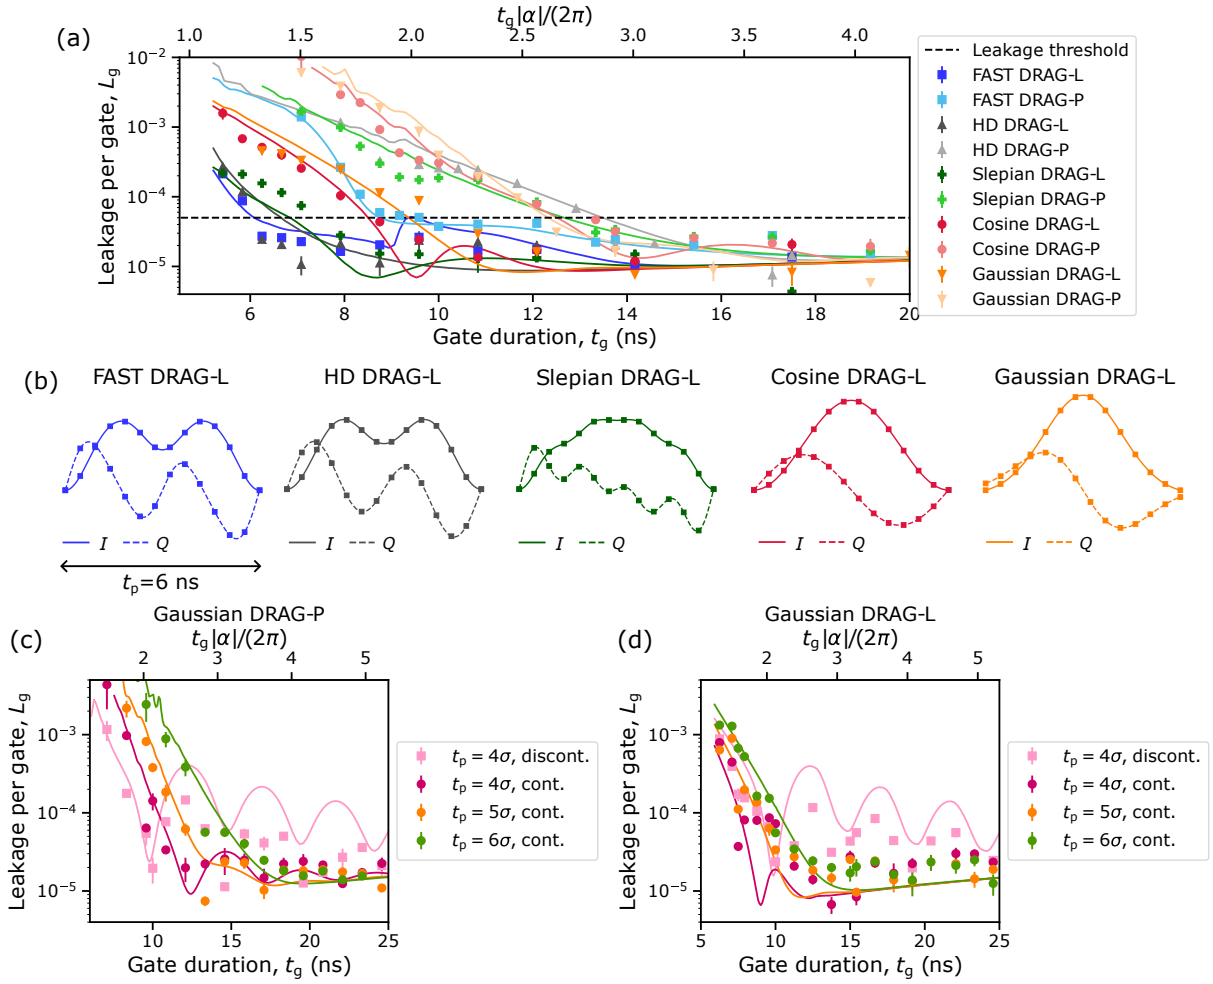 t_g|α|/(2π)
(a)
1.0 1.5 2.0 2.5 3.0 3.5 4.0
Leakage per gate, L_g
10⁻²
10⁻³
10⁻⁴
10⁻⁵
6 8 10 12 14 16 18 20
Gate duration, t_g (ns)
Leakage threshold
FAST DRAG-L
FAST DRAG-P
HD DRAG-L
HD DRAG-P
Slepian DRAG-L
Slepian DRAG-P
Cosine DRAG-L
Cosine DRAG-P
Gaussian DRAG-L
Gaussian DRAG-P
(b)
FAST DRAG-L HD DRAG-L Slepian DRAG-L Cosine DRAG-L Gaussian DRAG-L
I Q I Q I Q I Q I Q
t_p=6 ns
(c)
Gaussian DRAG-P
t_g|α|/(2π)
2 3 4 5
Leakage per gate, L_g
10⁻³
10⁻⁴
10⁻⁵
10 15 20 25
Gate duration, t_g (ns)
t_p = 4σ, discont.
t_p = 4σ, cont.
t_p = 5σ, cont.
t_p = 6σ, cont.
(d)
Gaussian DRAG-L
t_g|α|/(2π)
2 3 4 5
Leakage per gate, L_g
10⁻³
10⁻⁴
10⁻⁵
5 10 15 20 25
Gate duration, t_g (ns)
t_p = 4σ, discont.
t_p = 4σ, cont.
t_p = 5σ, cont.
t_p = 6σ, cont.